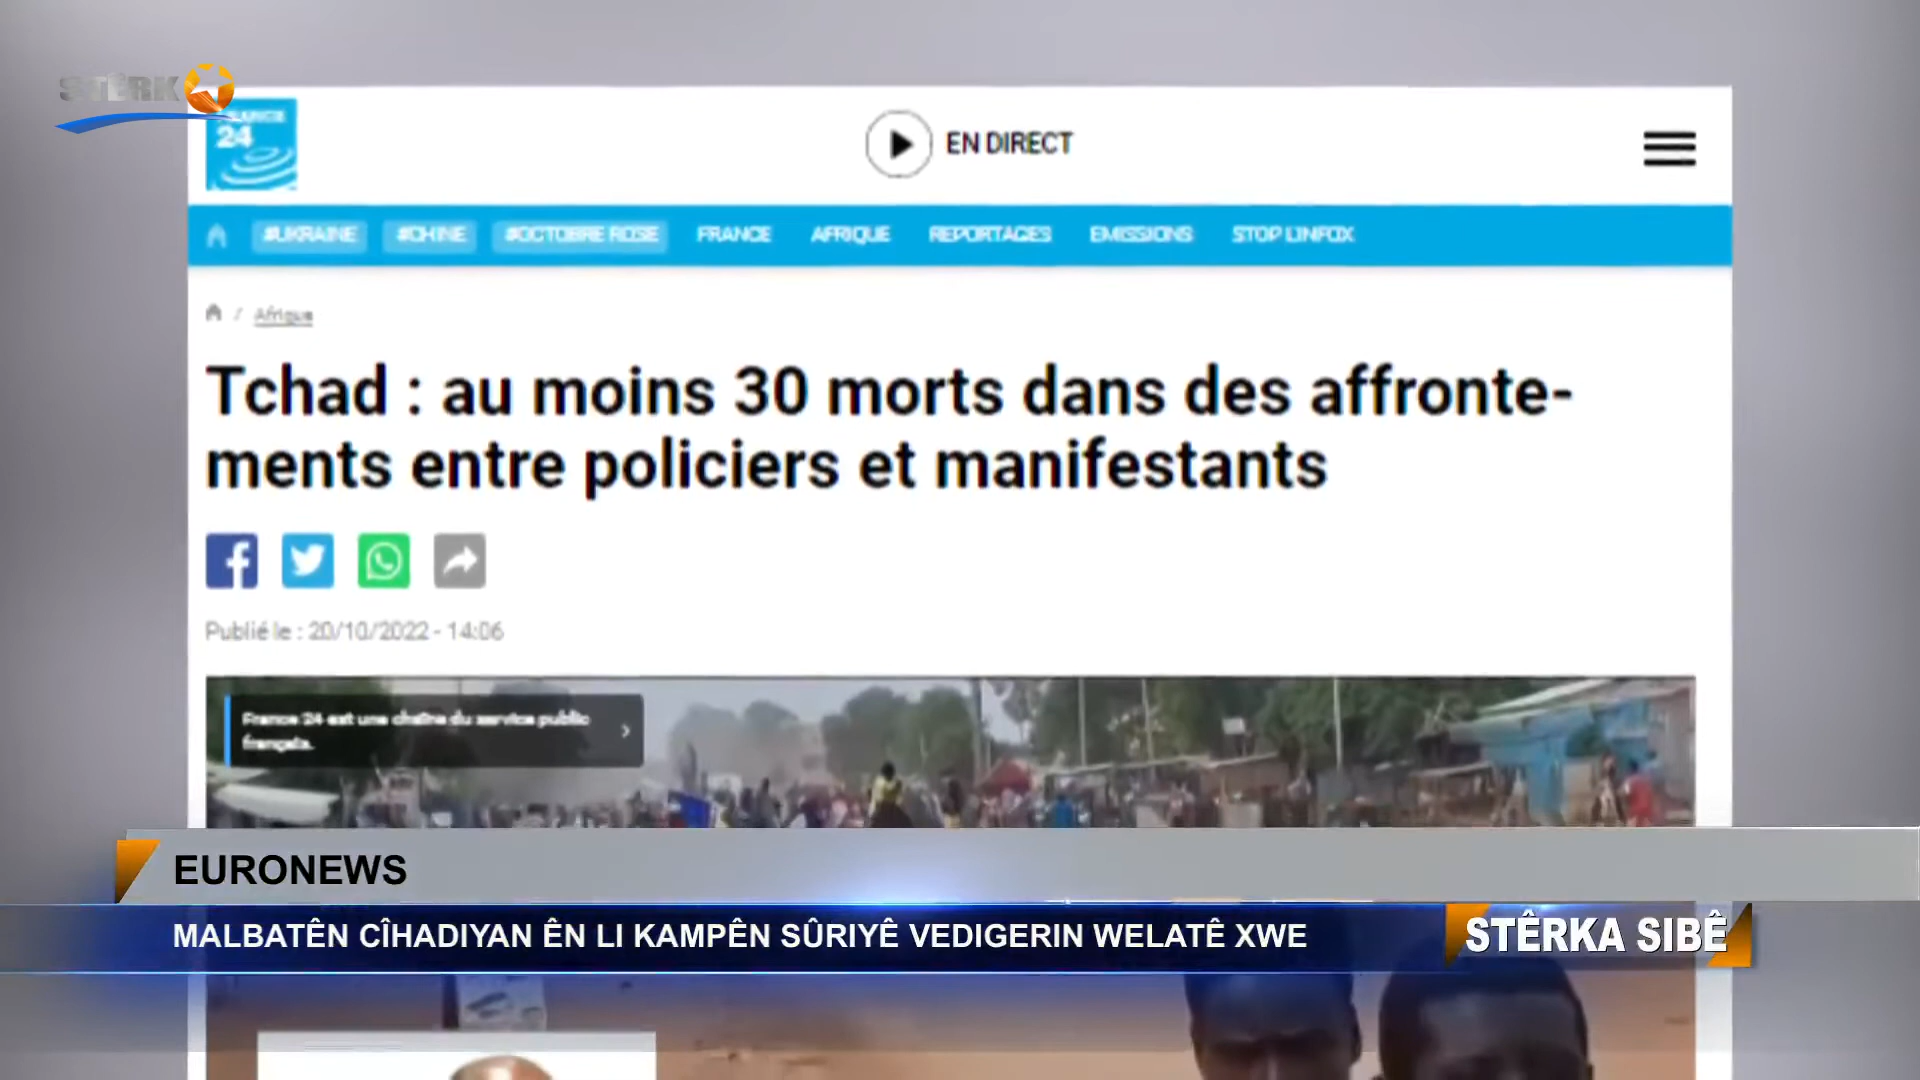 STÊRK
FRANCE
24
EN DIRECT
#UKRAINE #CHINE #OCTOBRE ROSE FRANCE AFRIQUE REPORTAGES EMISSIONS STOP L'INFOX
/ Afrique
Tchad : au moins 30 morts dans des affronte-
ments entre policiers et manifestants
Publié le : 20/10/2022 - 14:06
France 24 est une chaîne du service public
français.
EURONEWS
MALBATÊN CÎHADIYAN ÊN LI KAMPÊN SÛRIYÊ VEDIGERIN WELATÊ XWE
STÊRKA SIBÊ